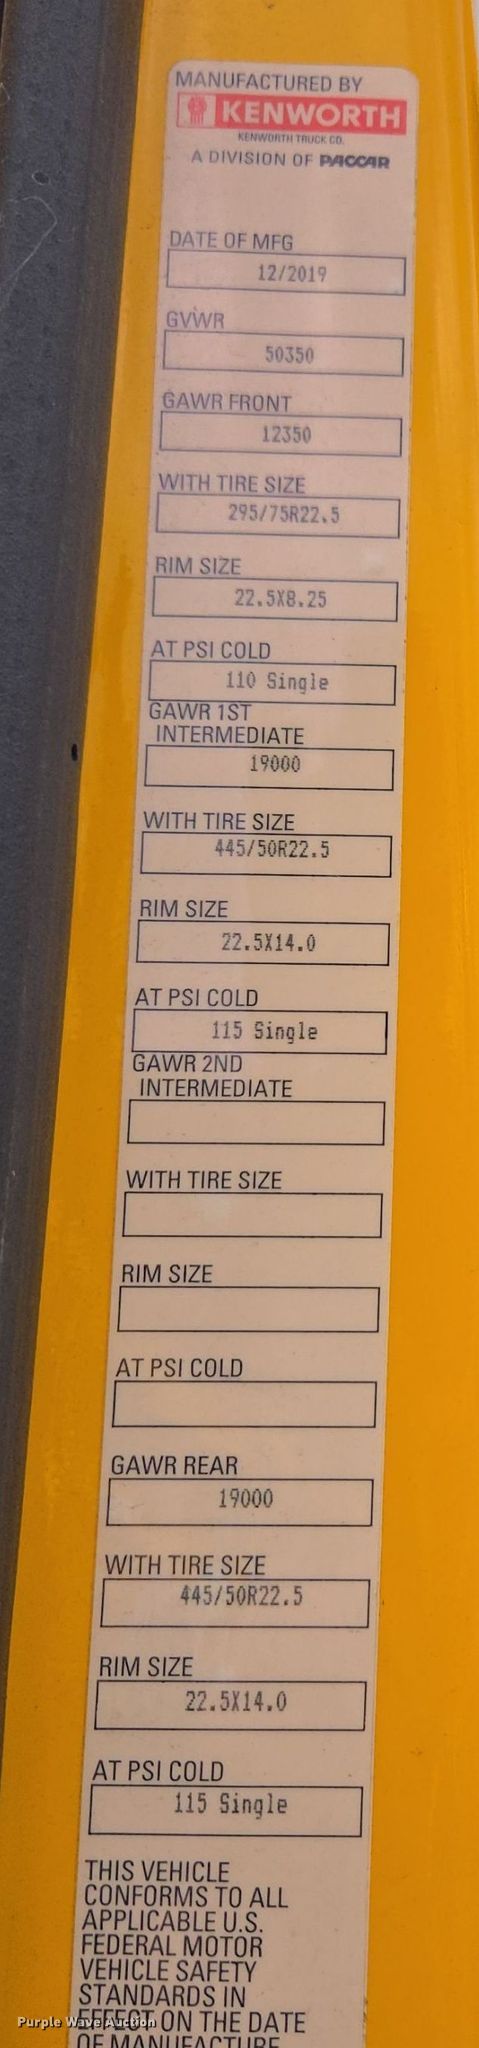 MANUFACTURED BY
KENWORTH
KENWORTH TRUCK CO.
A DIVISION OF PACCAR
DATE OF MFG
12/2019
GVWR
50350
GAWR FRONT
12350
WITH TIRE SIZE
295/75R22.5
RIM SIZE
22.5X8.25
AT PSI COLD
110 Single
GAWR 1ST
INTERMEDIATE
19000
WITH TIRE SIZE
445/50R22.5
RIM SIZE
22.5X14.0
AT PSI COLD
115 Single
GAWR 2ND
INTERMEDIATE
WITH TIRE SIZE
RIM SIZE
AT PSI COLD
GAWR REAR
19000
WITH TIRE SIZE
445/50R22.5
RIM SIZE
22.5X14.0
AT PSI COLD
115 Single
THIS VEHICLE
CONFORMS TO ALL
APPLICABLE U.S.
FEDERAL MOTOR
VEHICLE SAFETY
STANDARDS IN
EFFECT ON THE DATE
OF MANUFACTURE
Purple Wave Auction